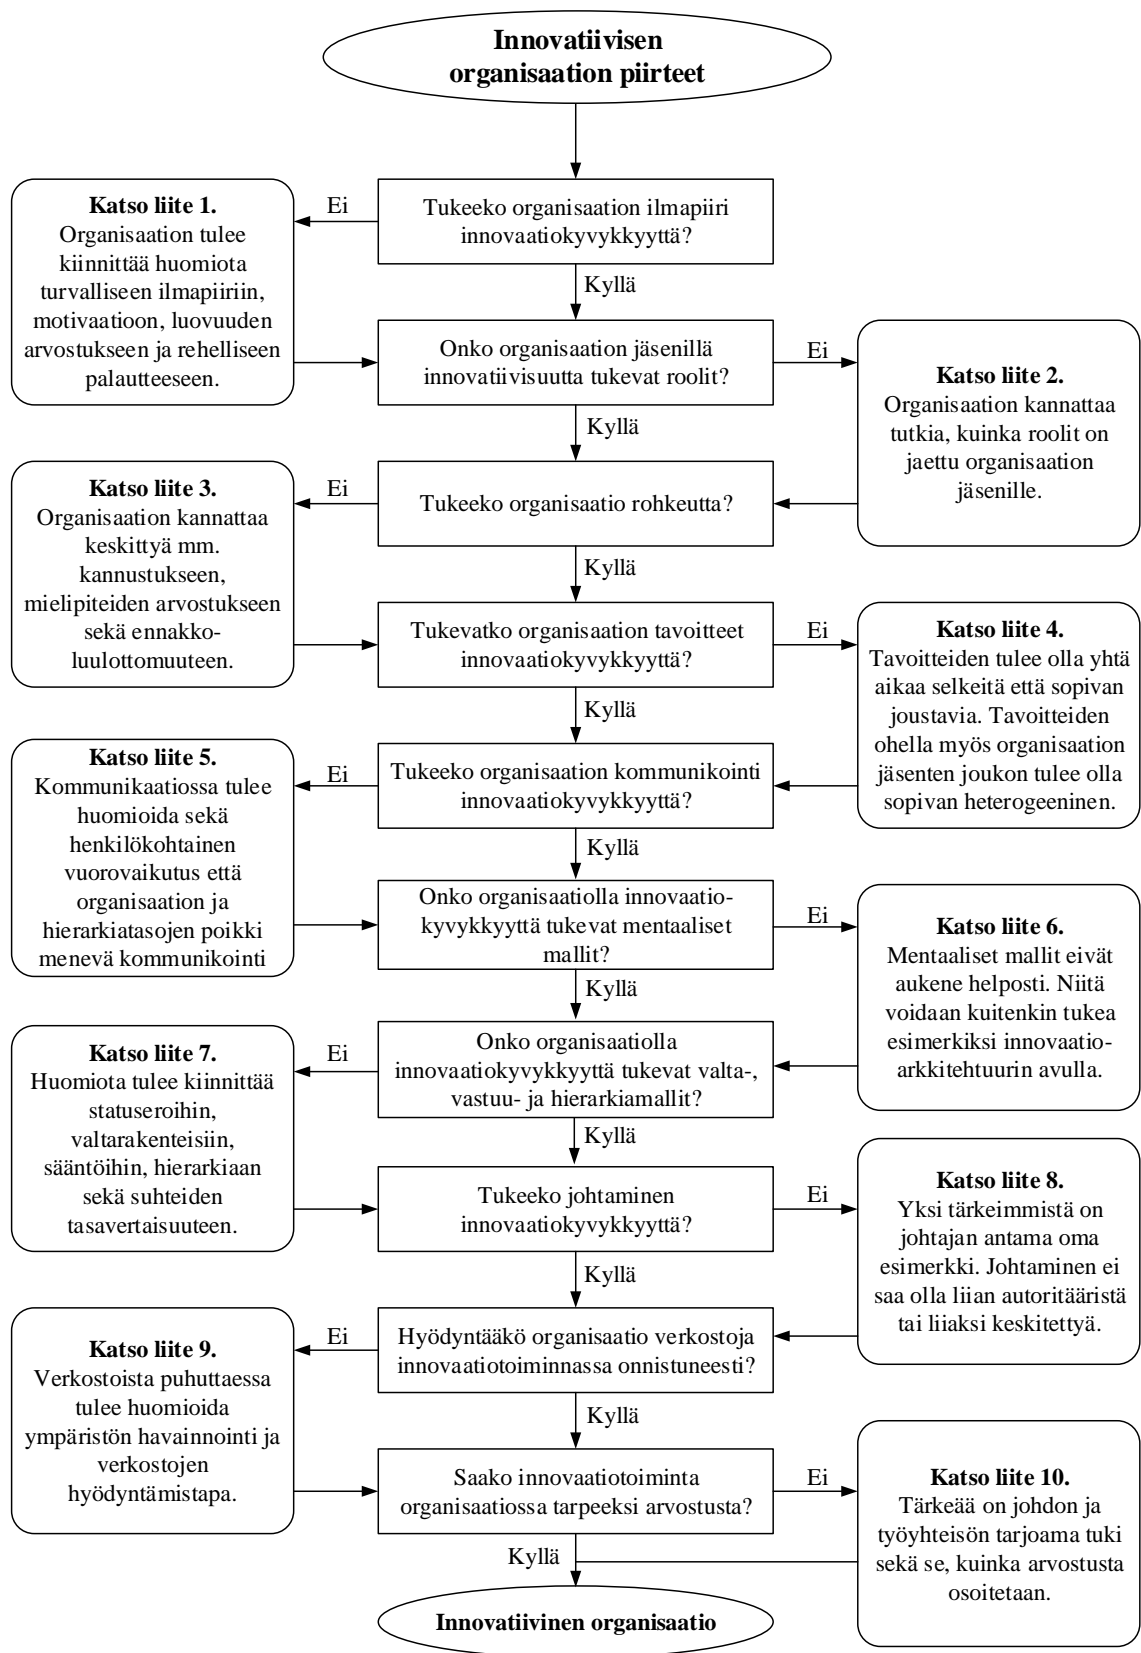 Innovatiivisen
organisaation piirteet
Katso liite 1.
Organisaation tulee
kiinnittää huomiota
turvalliseen ilmapiiriin,
motivaatioon, luovuuden
arvostukseen ja rehelliseen
palautteeseen.
Ei
Tukeeko organisaation ilmapiiri
innovaatiokyvykkyyttä?
Kyllä
Onko organisaation jäsenillä
innovatiivisuutta tukevat roolit?
Ei
Katso liite 2.
Organisaation kannattaa
tutkia, kuinka roolit on
jaettu organisaation
jäsenille.
Kyllä
Katso liite 3.
Organisaation kannattaa
keskittyä mm.
kannustukseen,
mielipiteiden arvostukseen
sekä ennakko-
luulottomuuteen.
Ei
Tukeeko organisaatio rohkeutta?
Kyllä
Tukevatko organisaation tavoitteet
innovaatiokyvykkyyttä?
Ei
Katso liite 4.
Tavoitteiden tulee olla yhtä
aikaa selkeitä että sopivan
joustavia. Tavoitteiden
ohella myös organisaation
jäsenten joukon tulee olla
sopivan heterogeeninen.
Kyllä
Katso liite 5.
Kommunikaatiossa tulee
huomioida sekä
henkilökohtainen
vuorovaikutus että
organisaation ja
hierarkiatasojen poikki
menevä kommunikointi
Ei
Tukeeko organisaation kommunikointi
innovaatiokyvykkyyttä?
Kyllä
Onko organisaatiolla innovaatio-
kyvykkyyttä tukevat mentaaliset
mallit?
Ei
Katso liite 6.
Mentaaliset mallit eivät
aukene helposti. Niitä
voidaan kuitenkin tukea
esimerkiksi innovaatio-
arkkitehtuurin avulla.
Kyllä
Katso liite 7.
Huomiota tulee kiinnittää
statuseroihin,
valtarakenteisiin,
sääntöihin, hierarkiaan
sekä suhteiden
tasavertaisuuteen.
Ei
Onko organisaatiolla
innovaatiokyvykkyyttä tukevat valta-,
vastuu- ja hierarkiamallit?
Kyllä
Tukeeko johtaminen
innovaatiokyvykkyyttä?
Ei
Katso liite 8.
Yksi tärkeimmistä on
johtajan antama oma
esimerkki. Johtaminen ei
saa olla liian autoritääristä
tai liiaksi keskitettyä.
Kyllä
Katso liite 9.
Verkostoista puhuttaessa
tulee huomioida
ympäristön havainnointi ja
verkostojen
hyödyntämistapa.
Ei
Hyödyntääkö organisaatio verkostoja
innovaatiotoiminnassa onnistuneesti?
Kyllä
Saako innovaatiotoiminta
organisaatiossa tarpeeksi arvostusta?
Ei
Katso liite 10.
Tärkeää on johdon ja
työyhteisön tarjoama tuki
sekä se, kuinka arvostusta
osoitetaan.
Kyllä
Innovatiivinen organisaatio